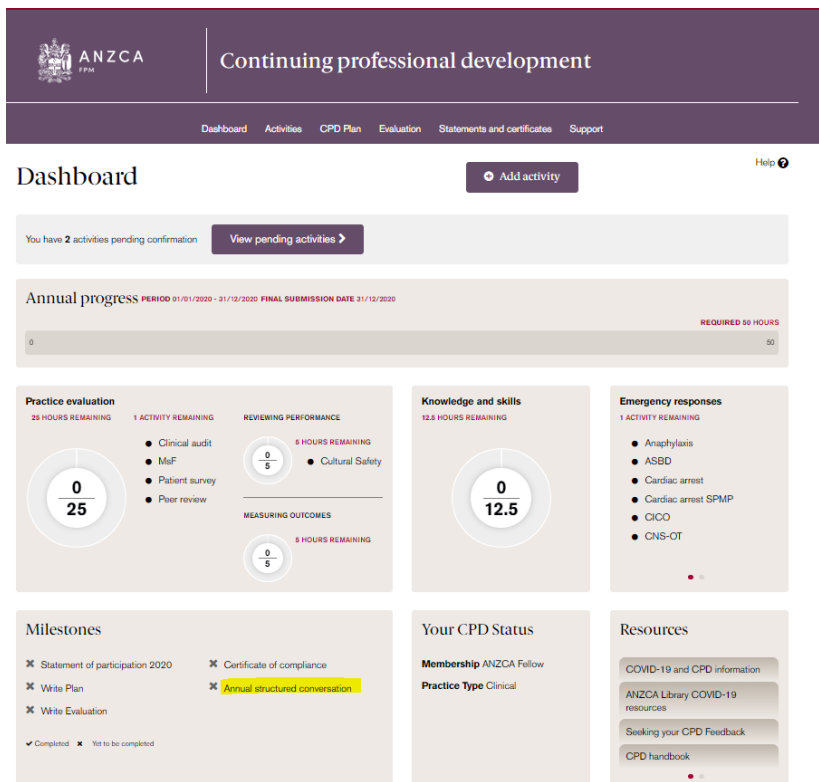 ANZCA
FPM
Continuing professional development
Dashboard Activities CPD Plan Evaluation Statements and certificates Support
Dashboard
Add activity
Help ?
You have 2 activities pending confirmation
View pending activities
Annual progress PERIOD 01/01/2020 - 31/12/2020 FINAL SUBMISSION DATE 31/12/2020
REQUIRED 50 HOURS
0 50
Practice evaluation
25 HOURS REMAINING
0
25
1 ACTIVITY REMAINING
Clinical audit
MsF
Patient survey
Peer review
REVIEWING PERFORMANCE
0
5
5 HOURS REMAINING
Cultural Safety
MEASURING OUTCOMES
0
5
5 HOURS REMAINING
Knowledge and skills
12.5 HOURS REMAINING
0
12.5
Emergency responses
1 ACTIVITY REMAINING
Anaphylaxis
ASBD
Cardiac arrest
Cardiac arrest SPMP
CICO
CNS-OT
Milestones
Statement of participation 2020
Write Plan
Write Evaluation
Certificate of compliance
Annual structured conversation
Completed Yet to be completed
Your CPD Status
Membership ANZCA Fellow
Practice Type Clinical
Resources
COVID-19 and CPD information
ANZCA Library COVID-19
resources
Seeking your CPD Feedback
CPD handbook